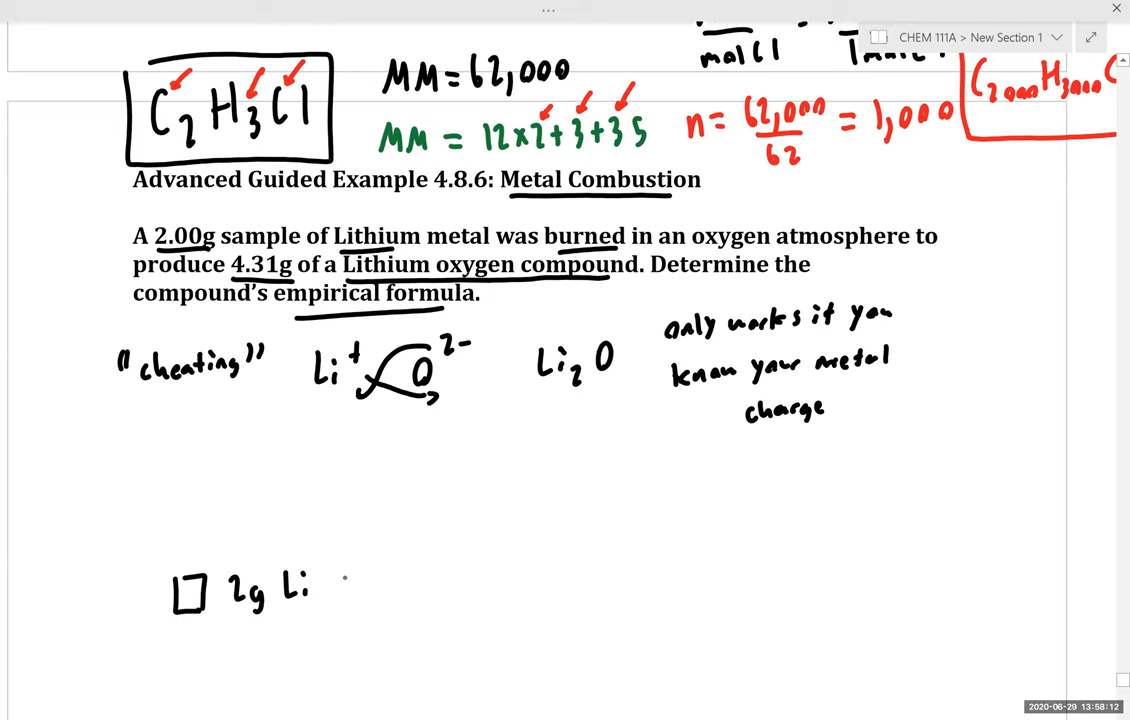 CHEM 111A > New Section 1
mol Cl
C2H3Cl
MM = 62,000
MM = 12x2+3+35
n = 62,000 / 62 = 1,000
C2000H3000C
Advanced Guided Example 4.8.6: Metal Combustion
A 2.00g sample of Lithium metal was burned in an oxygen atmosphere to
produce 4.31g of a Lithium oxygen compound. Determine the
compound's empirical formula.
"cheating" Li+ O2- Li2O
only works if you
know your metal
charge
2g Li
2020-06-29 13:58:12